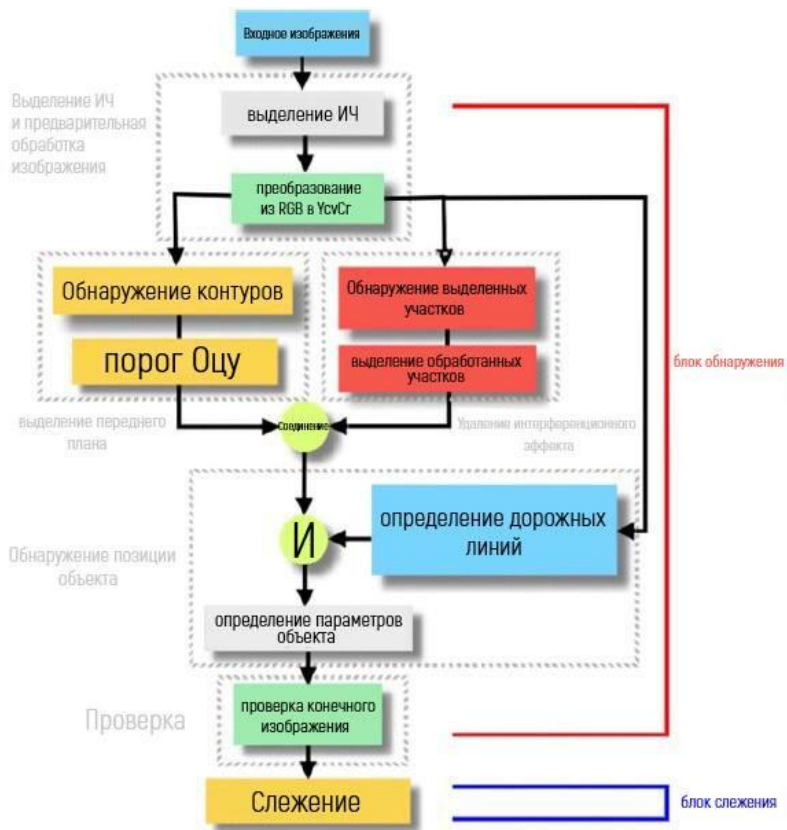 Входное изображения
Выделение ИЧ
и предварительная
обработка
изображения
выделение ИЧ
преобразование
из RGB в YcvCr
Обнаружение контуров
порог Оцу
Обнаружение выделенных
участков
выделение обработанных
участков
блок обнаружения
выделение переднего
плана
Соединение
Удаление интерференционного
эффекта
И
определение дорожных
линий
Обнаружение позиции
объекта
определение параметров
объекта
Проверка
проверка конечного
изображения
Слежение
блок слежения